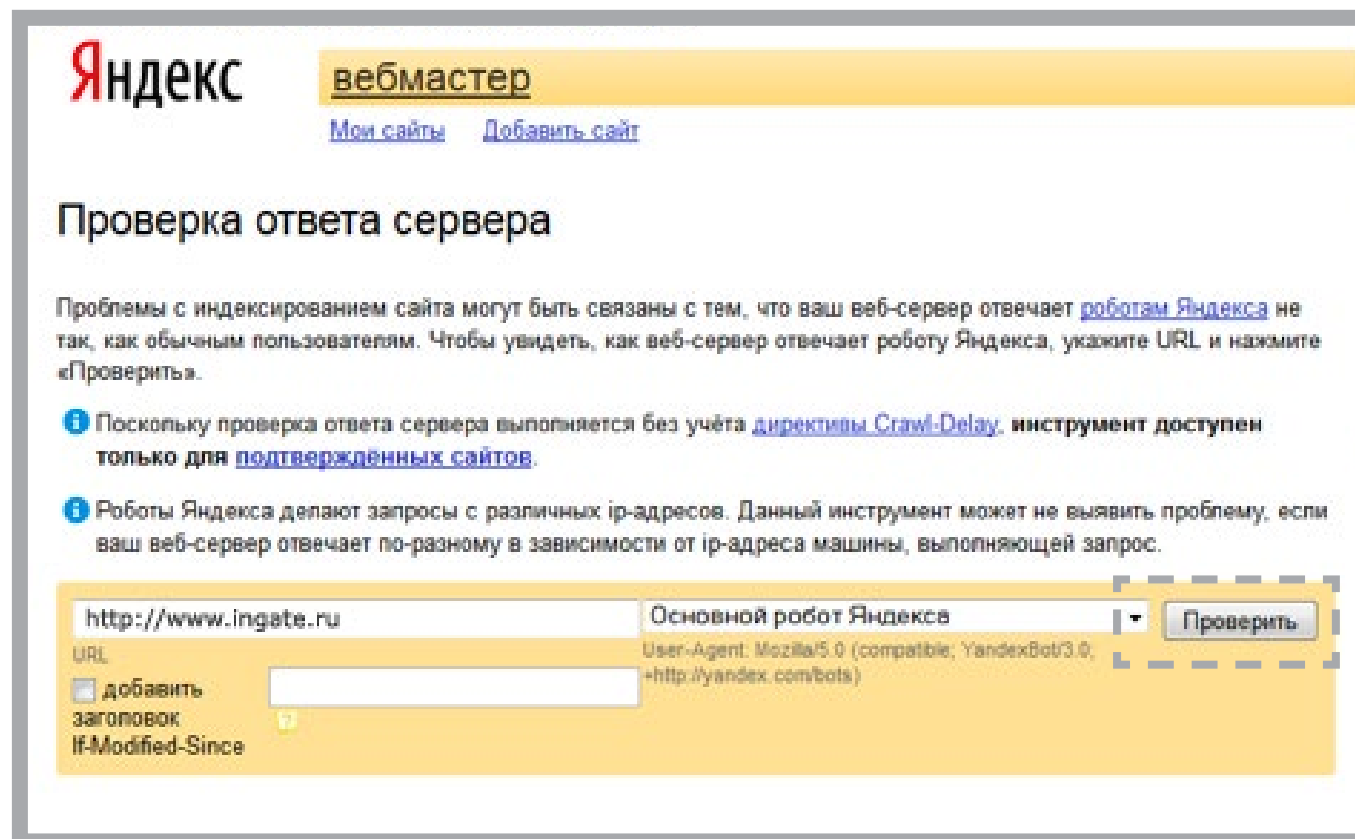 Яндекс
вебмастер
Мои сайты Добавить сайт
Проверка ответа сервера
Проблемы с индексированием сайта могут быть связаны с тем, что ваш веб-сервер отвечает роботам Яндекса не
так, как обычным пользователям. Чтобы увидеть, как веб-сервер отвечает роботу Яндекса, укажите URL и нажмите
«Проверить».
Поскольку проверка ответа сервера выполняется без учёта директивы Crawl-Delay, инструмент доступен
только для подтверждённых сайтов.
Роботы Яндекса делают запросы с различных ip-адресов. Данный инструмент может не выявить проблему, если
ваш веб-сервер отвечает по-разному в зависимости от ip-адреса машины, выполняющей запрос.
http://www.ingate.ru Основной робот Яндекса Проверить
URL User-Agent: Mozilla/5.0 (compatible; YandexBot/3.0;
+http://yandex.com/bots)
добавить
заголовок ?
If-Modified-Since